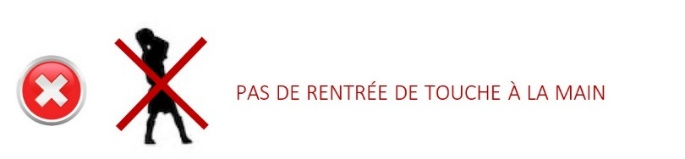 PAS DE RENTRÉE DE TOUCHE À LA MAIN